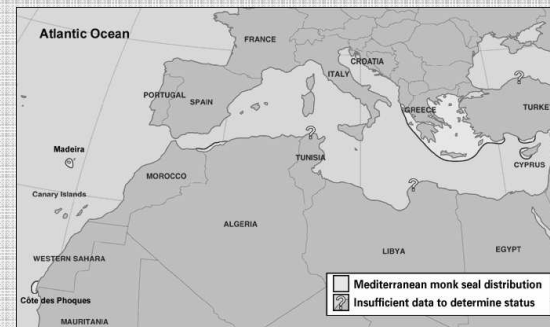 Atlantic Ocean
FRANCE
CROATIA
ITALY
PORTUGAL
SPAIN
GREECE
TURKE
?
Madeira
?
TUNISIA
CYPRUS
MOROCCO
?
Canary Islands
ALGERIA
LIBYA
EGYPT
WESTERN SAHARA
Côte des Phoques
MAURITANIA
Mediterranean monk seal distribution
? Insufficient data to determine status